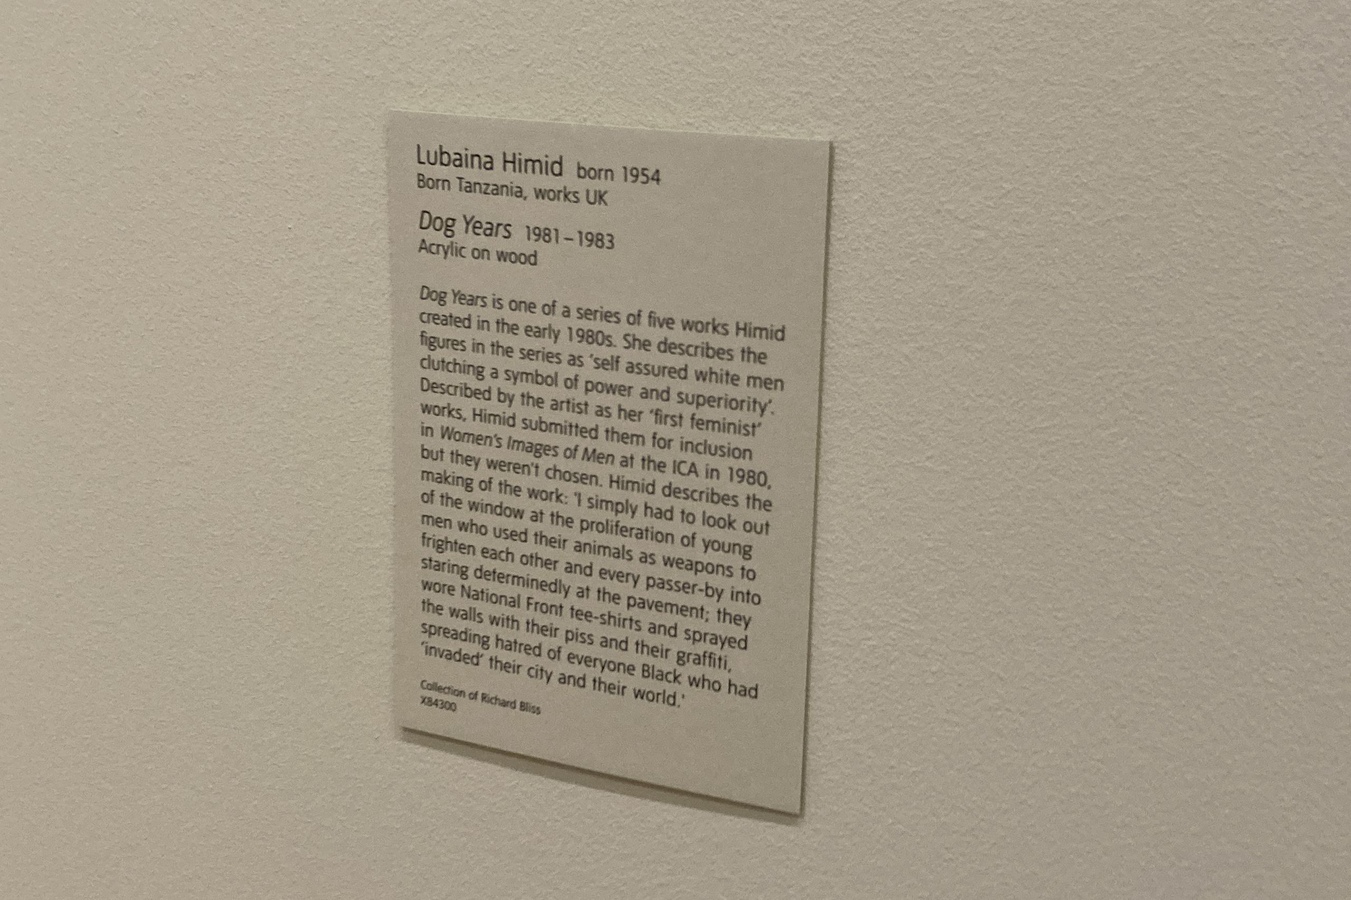 Lubaina Himid born 1954
Born Tanzania, works UK
Dog Years 1981–1983
Acrylic on wood
Dog Years is one of a series of five works Himid
created in the early 1980s. She describes the
figures in the series as ‘self assured white men
clutching a symbol of power and superiority’.
Described by the artist as her ‘first feminist’
works, Himid submitted them for inclusion
in Women’s Images of Men at the ICA in 1980,
but they weren’t chosen. Himid describes the
making of the work: ‘I simply had to look out
of the window at the proliferation of young
men who used their animals as weapons to
frighten each other and every passer-by into
staring determinedly at the pavement; they
wore National Front tee-shirts and sprayed
the walls with their piss and their graffiti,
spreading hatred of everyone Black who had
‘invaded’ their city and their world.’
Collection of Richard Bliss
X84300